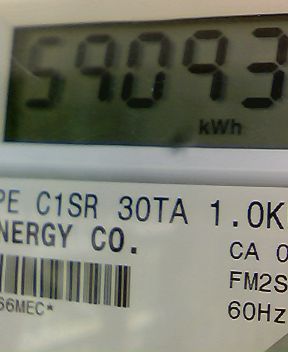 59093
kWh
PE C1SR 30TA 1.0K
NERGY CO.
CA 0
FM2S
66MEC*
60Hz